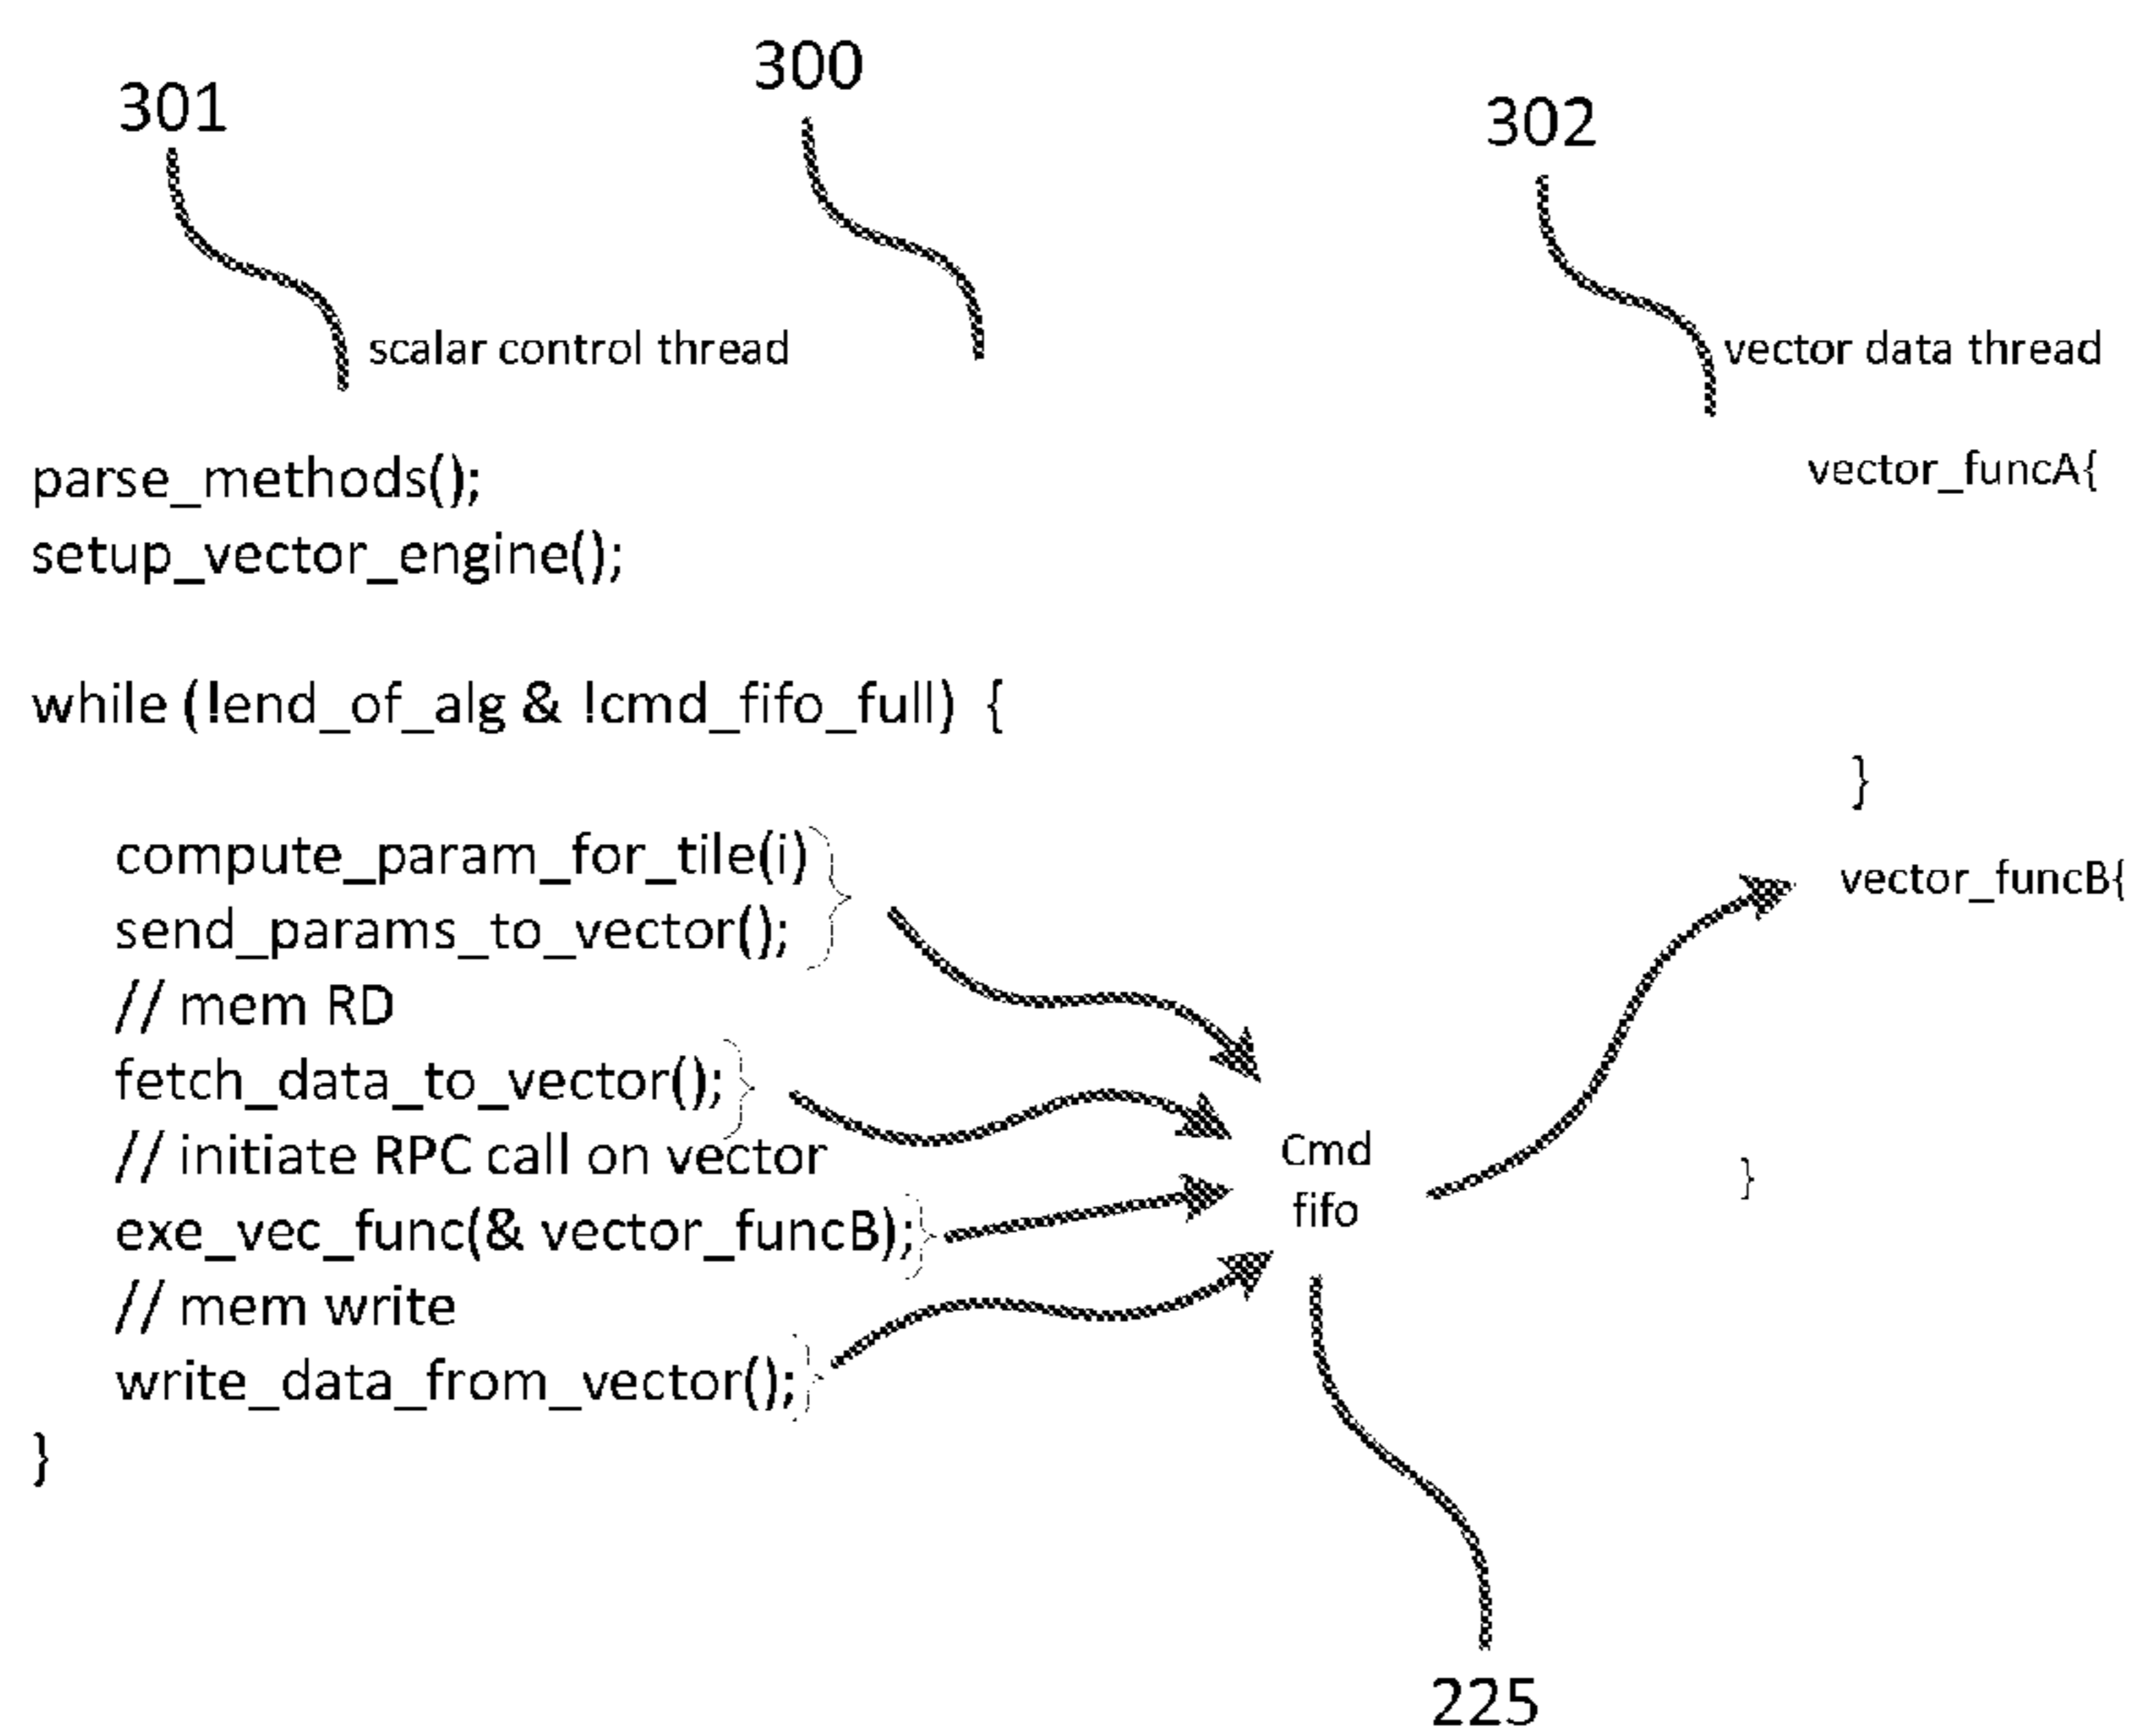 300
301
302
scalar control thread
vector data thread
parse_methods();
setup_vector_engine();
while (!end_of_alg & !cmd_fifo_full) {
compute_param_for_tile(i)
send_params_to_vector();
// mem RD
fetch_data_to_vector();
// initiate RPC call on vector
exe_vec_func(& vector_funcB);
// mem write
write_data_from_vector();
}
Cmd
fifo
225
vector_funcA{
}
vector_funcB{
}